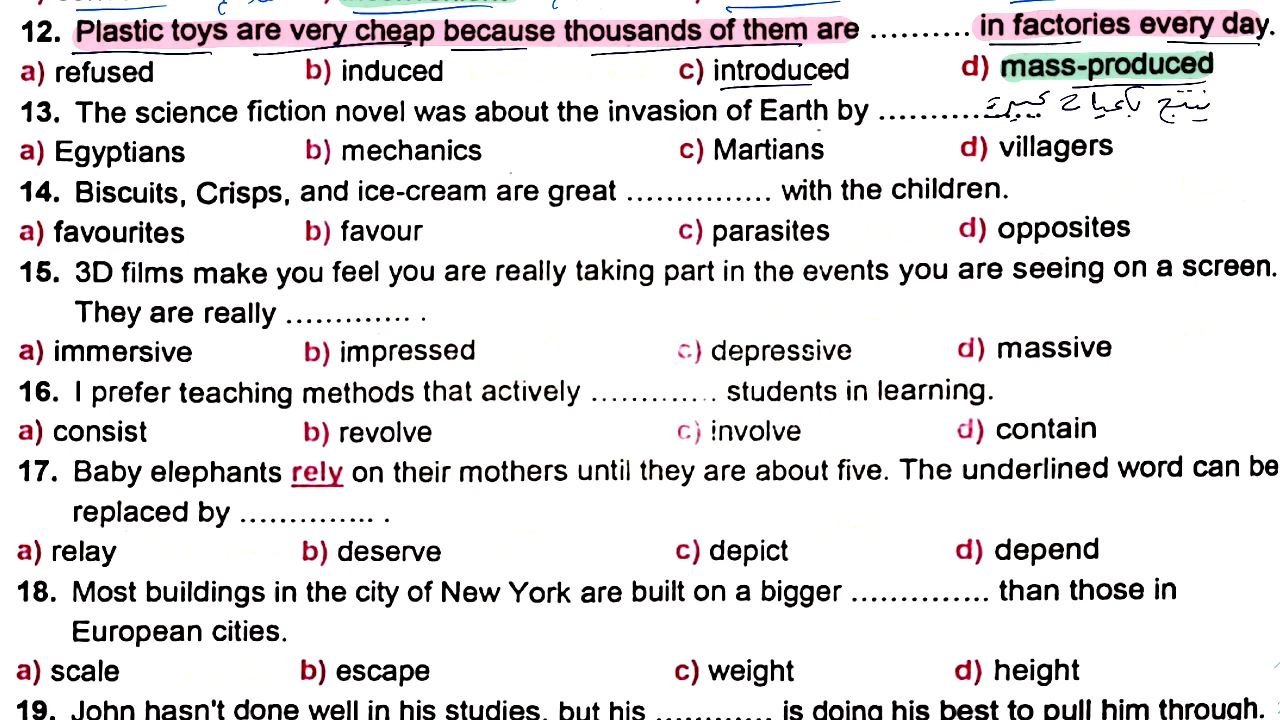 12. Plastic toys are very cheap because thousands of them are .......... in factories every day.
a) refused b) induced c) introduced d) mass-produced
13. The science fiction novel was about the invasion of Earth by ..........
ينتج بكميات كبيرة
a) Egyptians b) mechanics c) Martians d) villagers
14. Biscuits, Crisps, and ice-cream are great ............... with the children.
a) favourites b) favour c) parasites d) opposites
15. 3D films make you feel you are really taking part in the events you are seeing on a screen.
They are really ............. .
a) immersive b) impressed c) depressive d) massive
16. I prefer teaching methods that actively ............. students in learning.
a) consist b) revolve c) involve d) contain
17. Baby elephants rely on their mothers until they are about five. The underlined word can be
replaced by .............. .
a) relay b) deserve c) depict d) depend
18. Most buildings in the city of New York are built on a bigger .............. than those in
European cities.
a) scale b) escape c) weight d) height
19. John hasn't done well in his studies, but his ............ is doing his best to pull him through.